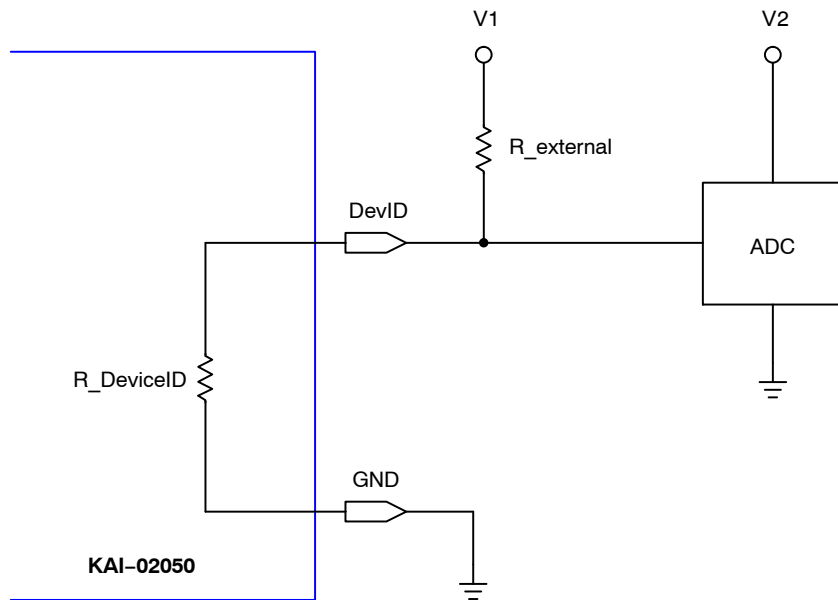 V1
V2
R_external
DevID
ADC
R_DeviceID
GND
KAI−02050